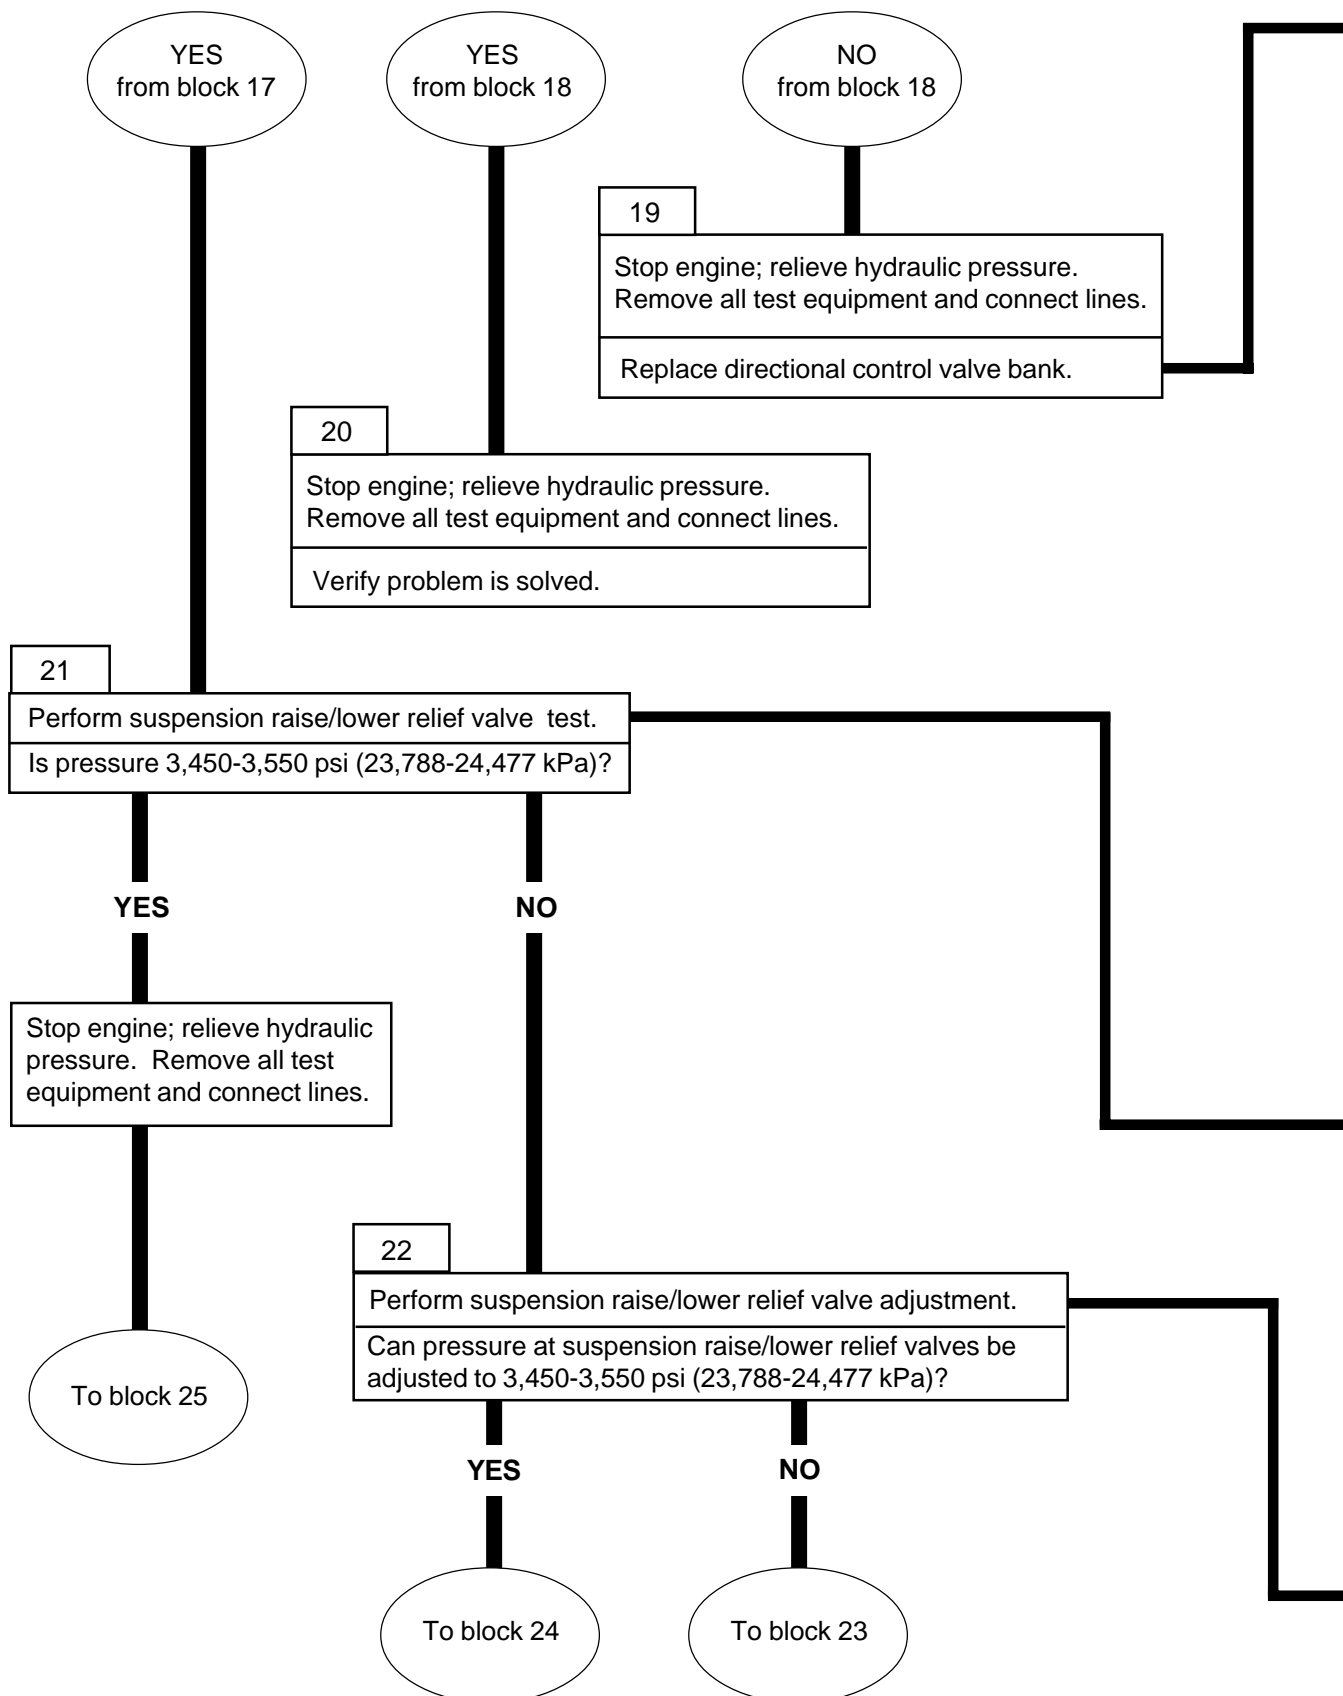 YES
from block 17
YES
from block 18
NO
from block 18
19
Stop engine; relieve hydraulic pressure.
Remove all test equipment and connect lines.
Replace directional control valve bank.
20
Stop engine; relieve hydraulic pressure.
Remove all test equipment and connect lines.
Verify problem is solved.
21
Perform suspension raise/lower relief valve  test.
Is pressure 3,450-3,550 psi (23,788-24,477 kPa)?
YES
NO
Stop engine; relieve hydraulic
pressure.  Remove all test
equipment and connect lines.
22
Perform suspension raise/lower relief valve adjustment.
Can pressure at suspension raise/lower relief valves be
adjusted to 3,450-3,550 psi (23,788-24,477 kPa)?
To block 25
YES
NO
To block 24
To block 23